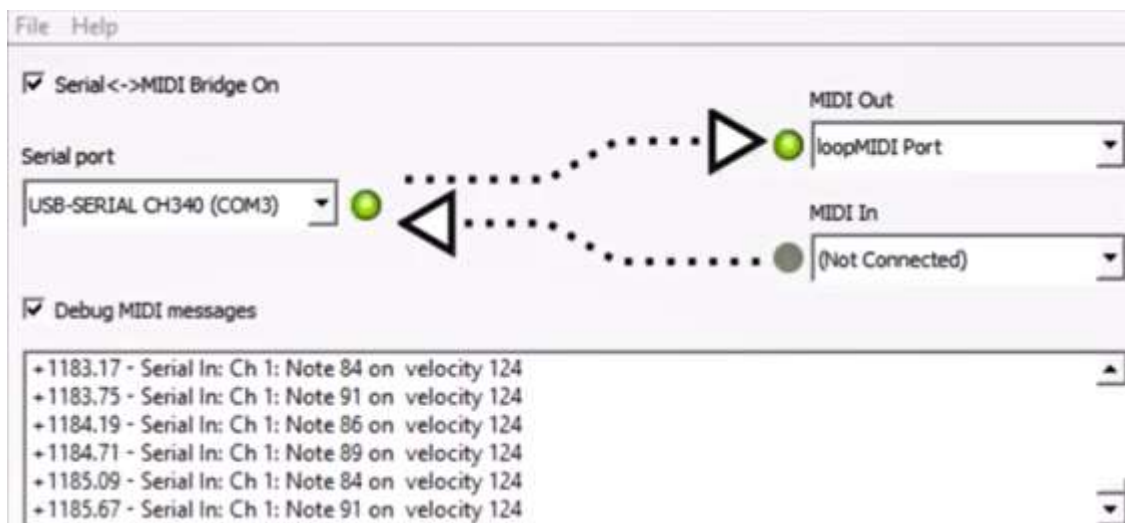 File Help
Serial<->MIDI Bridge On
MIDI Out
loopMIDI Port
Serial port
USB-SERIAL CH340 (COM3)
MIDI In
(Not Connected)
Debug MIDI messages
+1183.17 - Serial In: Ch 1: Note 84 on velocity 124
+1183.75 - Serial In: Ch 1: Note 91 on velocity 124
+1184.19 - Serial In: Ch 1: Note 86 on velocity 124
+1184.71 - Serial In: Ch 1: Note 89 on velocity 124
+1185.09 - Serial In: Ch 1: Note 84 on velocity 124
+1185.67 - Serial In: Ch 1: Note 91 on velocity 124